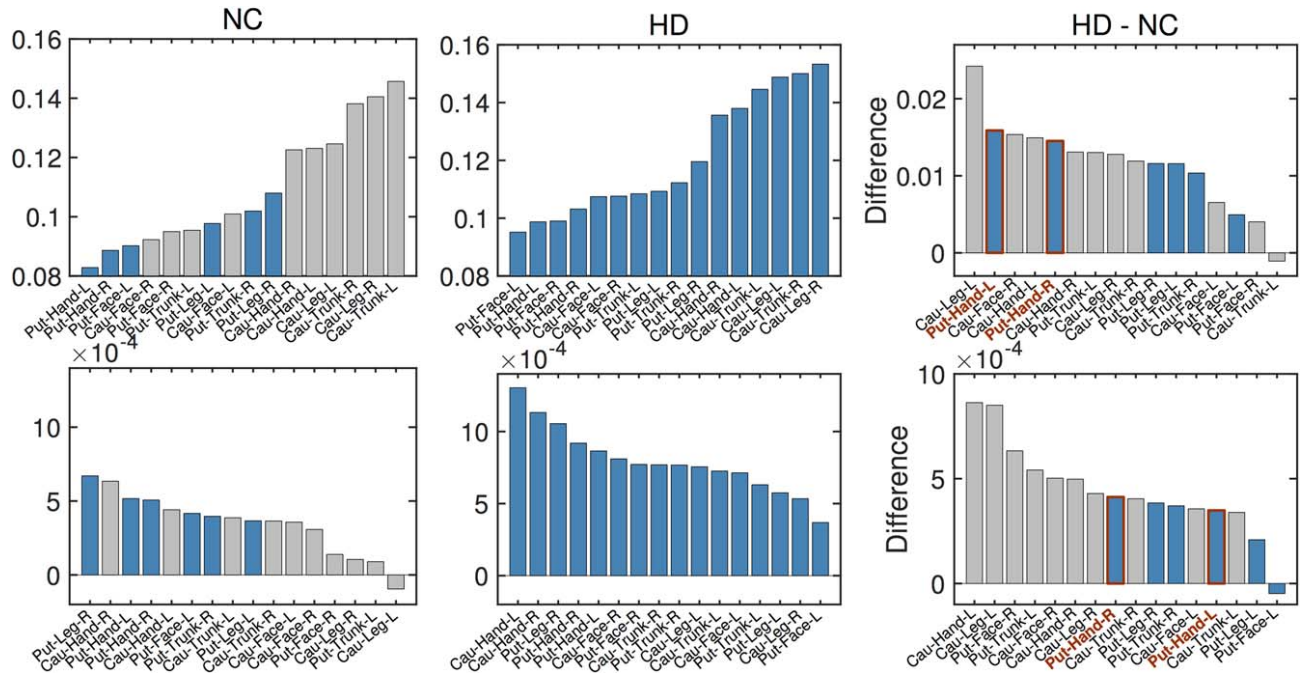 NC
0.16
0.14
0.12
0.1
0.08
Put-Hand-L
Put-Hand-R
Put-Face-L
Cau-Face-R
Put-Face-R
Put-Trunk-L
Put-Leg-L
Cau-Face-L
Put-Trunk-R
Put-Leg-R
Cau-Hand-R
Cau-Hand-L
Cau-Leg-L
Cau-Trunk-R
Cau-Leg-R
Cau-Trunk-L
HD
0.16
0.14
0.12
0.1
0.08
Put-Face-L
Put-Hand-L
Put-Face-R
Put-Hand-R
Cau-Face-L
Cau-Face-R
Put-Trunk-L
Put-Leg-L
Put-Trunk-R
Put-Leg-R
Cau-Hand-R
Cau-Hand-L
Cau-Trunk-L
Cau-Leg-L
Cau-Trunk-R
Cau-Leg-R
HD - NC
Difference
0.02
0.01
0
Cau-Leg-L
Put-Hand-L
Cau-Face-R
Cau-Hand-L
Put-Hand-R
Cau-Hand-R
Put-Trunk-L
Cau-Leg-R
Cau-Trunk-R
Put-Leg-R
Put-Leg-L
Put-Trunk-R
Cau-Face-L
Put-Face-L
Put-Face-R
Cau-Trunk-L
×10⁻⁴
10
5
0
Put-Leg-R
Cau-Hand-R
Put-Hand-L
Put-Hand-R
Cau-Hand-L
Put-Face-L
Put-Trunk-R
Cau-Trunk-L
Put-Leg-L
Cau-Trunk-R
Cau-Face-L
Cau-Face-R
Put-Face-R
Cau-Leg-R
Put-Trunk-L
Cau-Leg-L
×10⁻⁴
10
5
0
Cau-Hand-L
Cau-Hand-R
Put-Leg-R
Put-Hand-R
Put-Hand-L
Cau-Face-R
Put-Face-R
Cau-Trunk-R
Put-Trunk-R
Cau-Leg-L
Cau-Trunk-L
Cau-Face-L
Put-Trunk-L
Put-Leg-L
Cau-Leg-R
Put-Face-L
×10⁻⁴
Difference
10
5
0
Cau-Hand-L
Cau-Leg-L
Put-Face-R
Put-Trunk-L
Cau-Face-R
Cau-Hand-R
Cau-Leg-R
Put-Hand-R
Cau-Trunk-R
Put-Leg-R
Put-Trunk-R
Cau-Face-L
Put-Hand-L
Cau-Trunk-L
Put-Leg-L
Put-Face-L